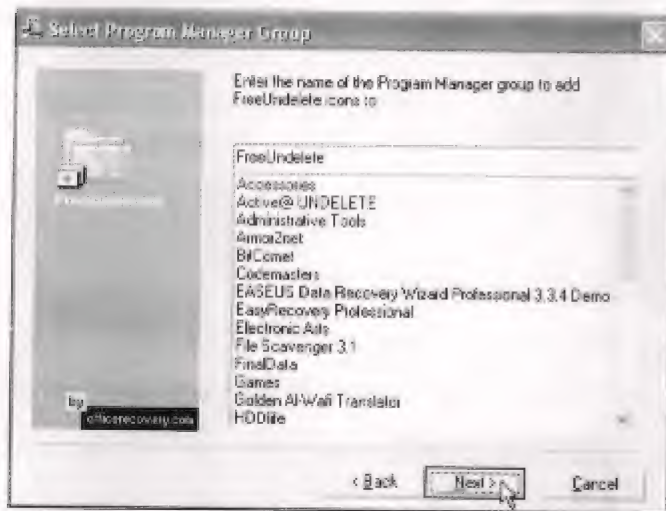 Select Program Manager Group
Enter the name of the Program Manager group to add
FreeUndelete icons to:
FreeUndelete
Accessories
Active@ UNDELETE
Administrative Tools
Armor2net
BitComet
Codemasters
EASEUS Data Recovery Wizard Professional 3.3.4 Demo
EasyRecovery Professional
Electronic Arts
File Scavenger 3.1
FinalData
Games
Golden Al-Wafi Translator
HDDlife
by
officerecovery.com
< Back
Next >
Cancel